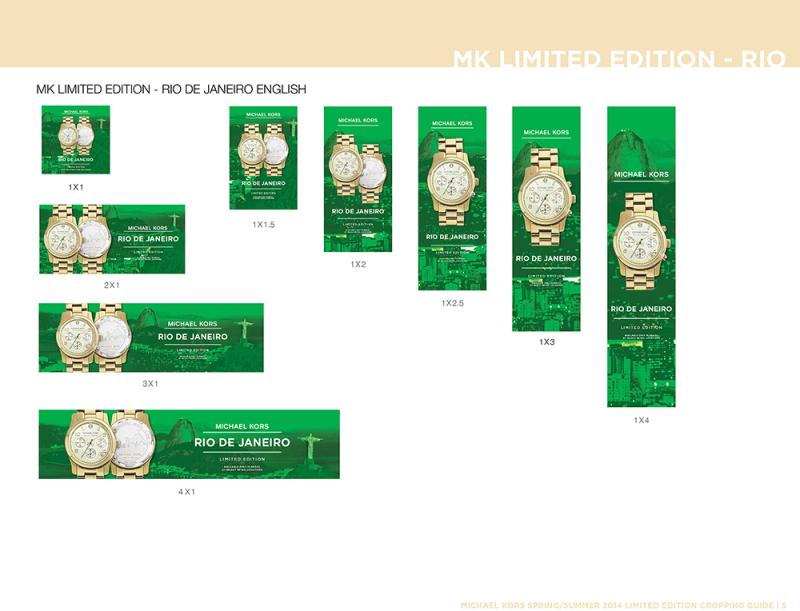 MK LIMITED EDITION - RIO
MK LIMITED EDITION - RIO DE JANEIRO ENGLISH
MICHAEL KORS
RIO DE JANEIRO
1X1
MICHAEL KORS
RIO DE JANEIRO
LIMITED EDITION
1X1.5
MICHAEL KORS
RIO DE JANEIRO
LIMITED EDITION
1X2
MICHAEL KORS
RIO DE JANEIRO
LIMITED EDITION
1X2.5
MICHAEL KORS
RIO DE JANEIRO
LIMITED EDITION
1X3
MICHAEL KORS
RIO DE JANEIRO
LIMITED EDITION
1X4
MICHAEL KORS
RIO DE JANEIRO
LIMITED EDITION
2X1
MICHAEL KORS
RIO DE JANEIRO
LIMITED EDITION
3X1
MICHAEL KORS
RIO DE JANEIRO
LIMITED EDITION
4X1
MICHAEL KORS SPRING/SUMMER 2014 LIMITED EDITION CROPPING GUIDE | 5